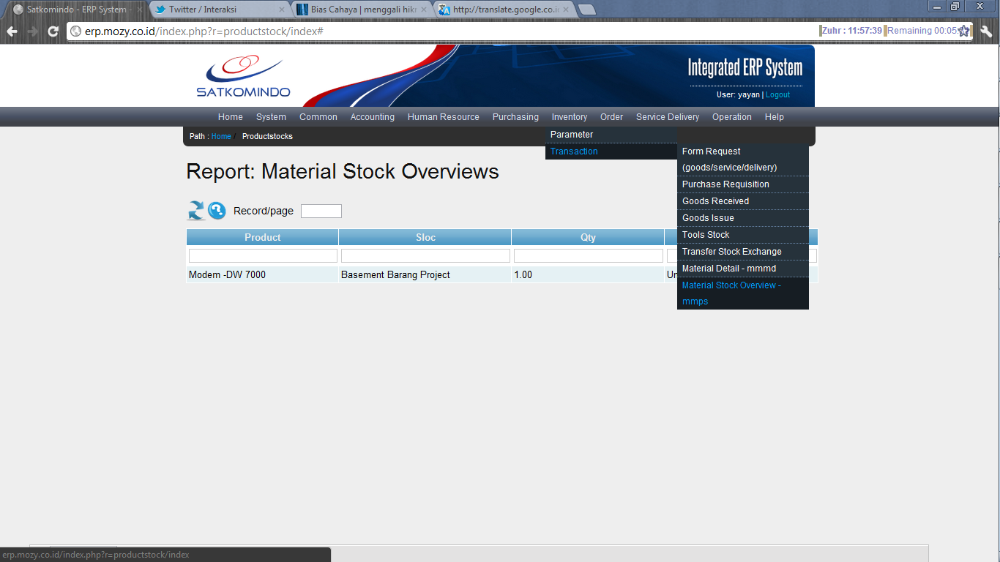 Satkomindo - ERP System -
Twitter / Interaksi
Bias Cahaya | menggali hikm
http://translate.google.co.id
erp.mozy.co.id/index.php?r=productstock/index#
Zuhr : 11:57:39
Remaining 00:05:
SATKOMINDO
Integrated ERP System
User: yayan | Logout
Home System Common Accounting Human Resource Purchasing Inventory Order Service Delivery Operation Help
Path : Home / Productstocks
Parameter
Transaction
Form Request
(goods/service/delivery)
Purchase Requisition
Goods Received
Goods Issue
Tools Stock
Transfer Stock Exchange
Material Detail - mmmd
Material Stock Overview -
mmps
Report: Material Stock Overviews
Record/page
Product Sloc Qty
Modem -DW 7000 Basement Barang Project 1.00
erp.mozy.co.id/index.php?r=productstock/index